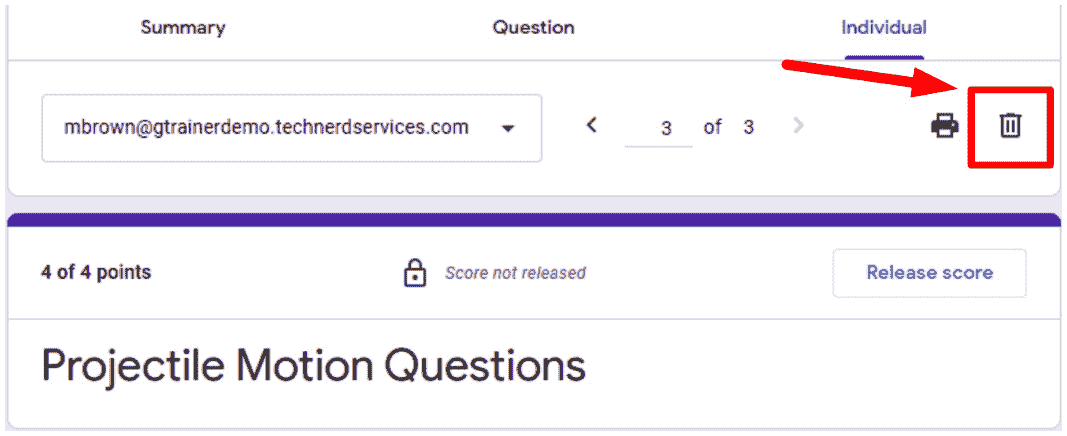 Summary Question Individual
mbrown@gtrainerdemo.technerdservices.com 3 of 3
4 of 4 points Score not released Release score
Projectile Motion Questions